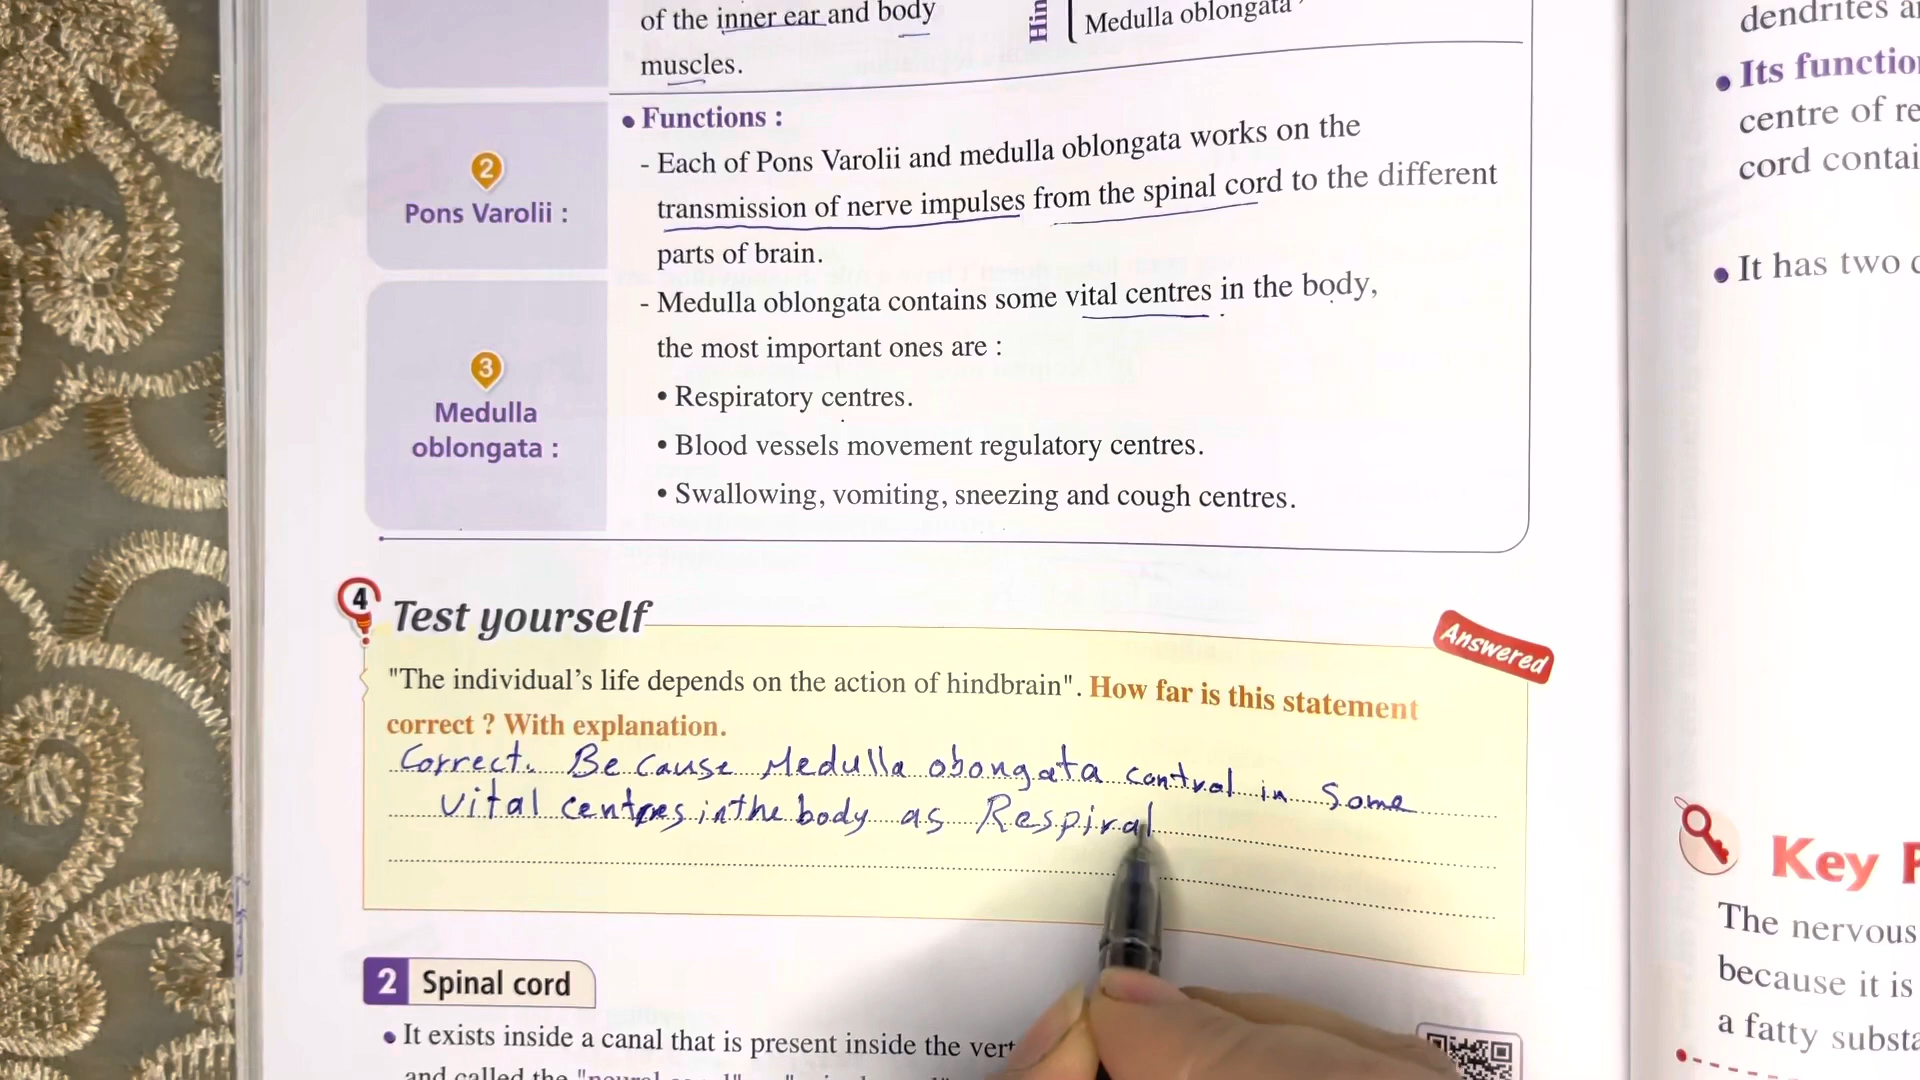 of the inner ear and body
muscles.
Hin
Medulla oblongata
2
Pons Varolii :
3
Medulla
oblongata :
• Functions :
- Each of Pons Varolii and medulla oblongata works on the
transmission of nerve impulses from the spinal cord to the different
parts of brain.
- Medulla oblongata contains some vital centres in the body,
the most important ones are :
• Respiratory centres.
• Blood vessels movement regulatory centres.
• Swallowing, vomiting, sneezing and cough centres.
4 Test yourself
Answered
"The individual's life depends on the action of hindbrain". How far is this statement
correct ? With explanation.
Correct. Be cause Medulla obongata control in some
vital centres in the body as Respiral
2 Spinal cord
• It exists inside a canal that is present inside the vert
and called the
dendrites a
• Its functio
centre of re
cord contai
• It has two c
Key P
The nervous
because it is
a fatty substa